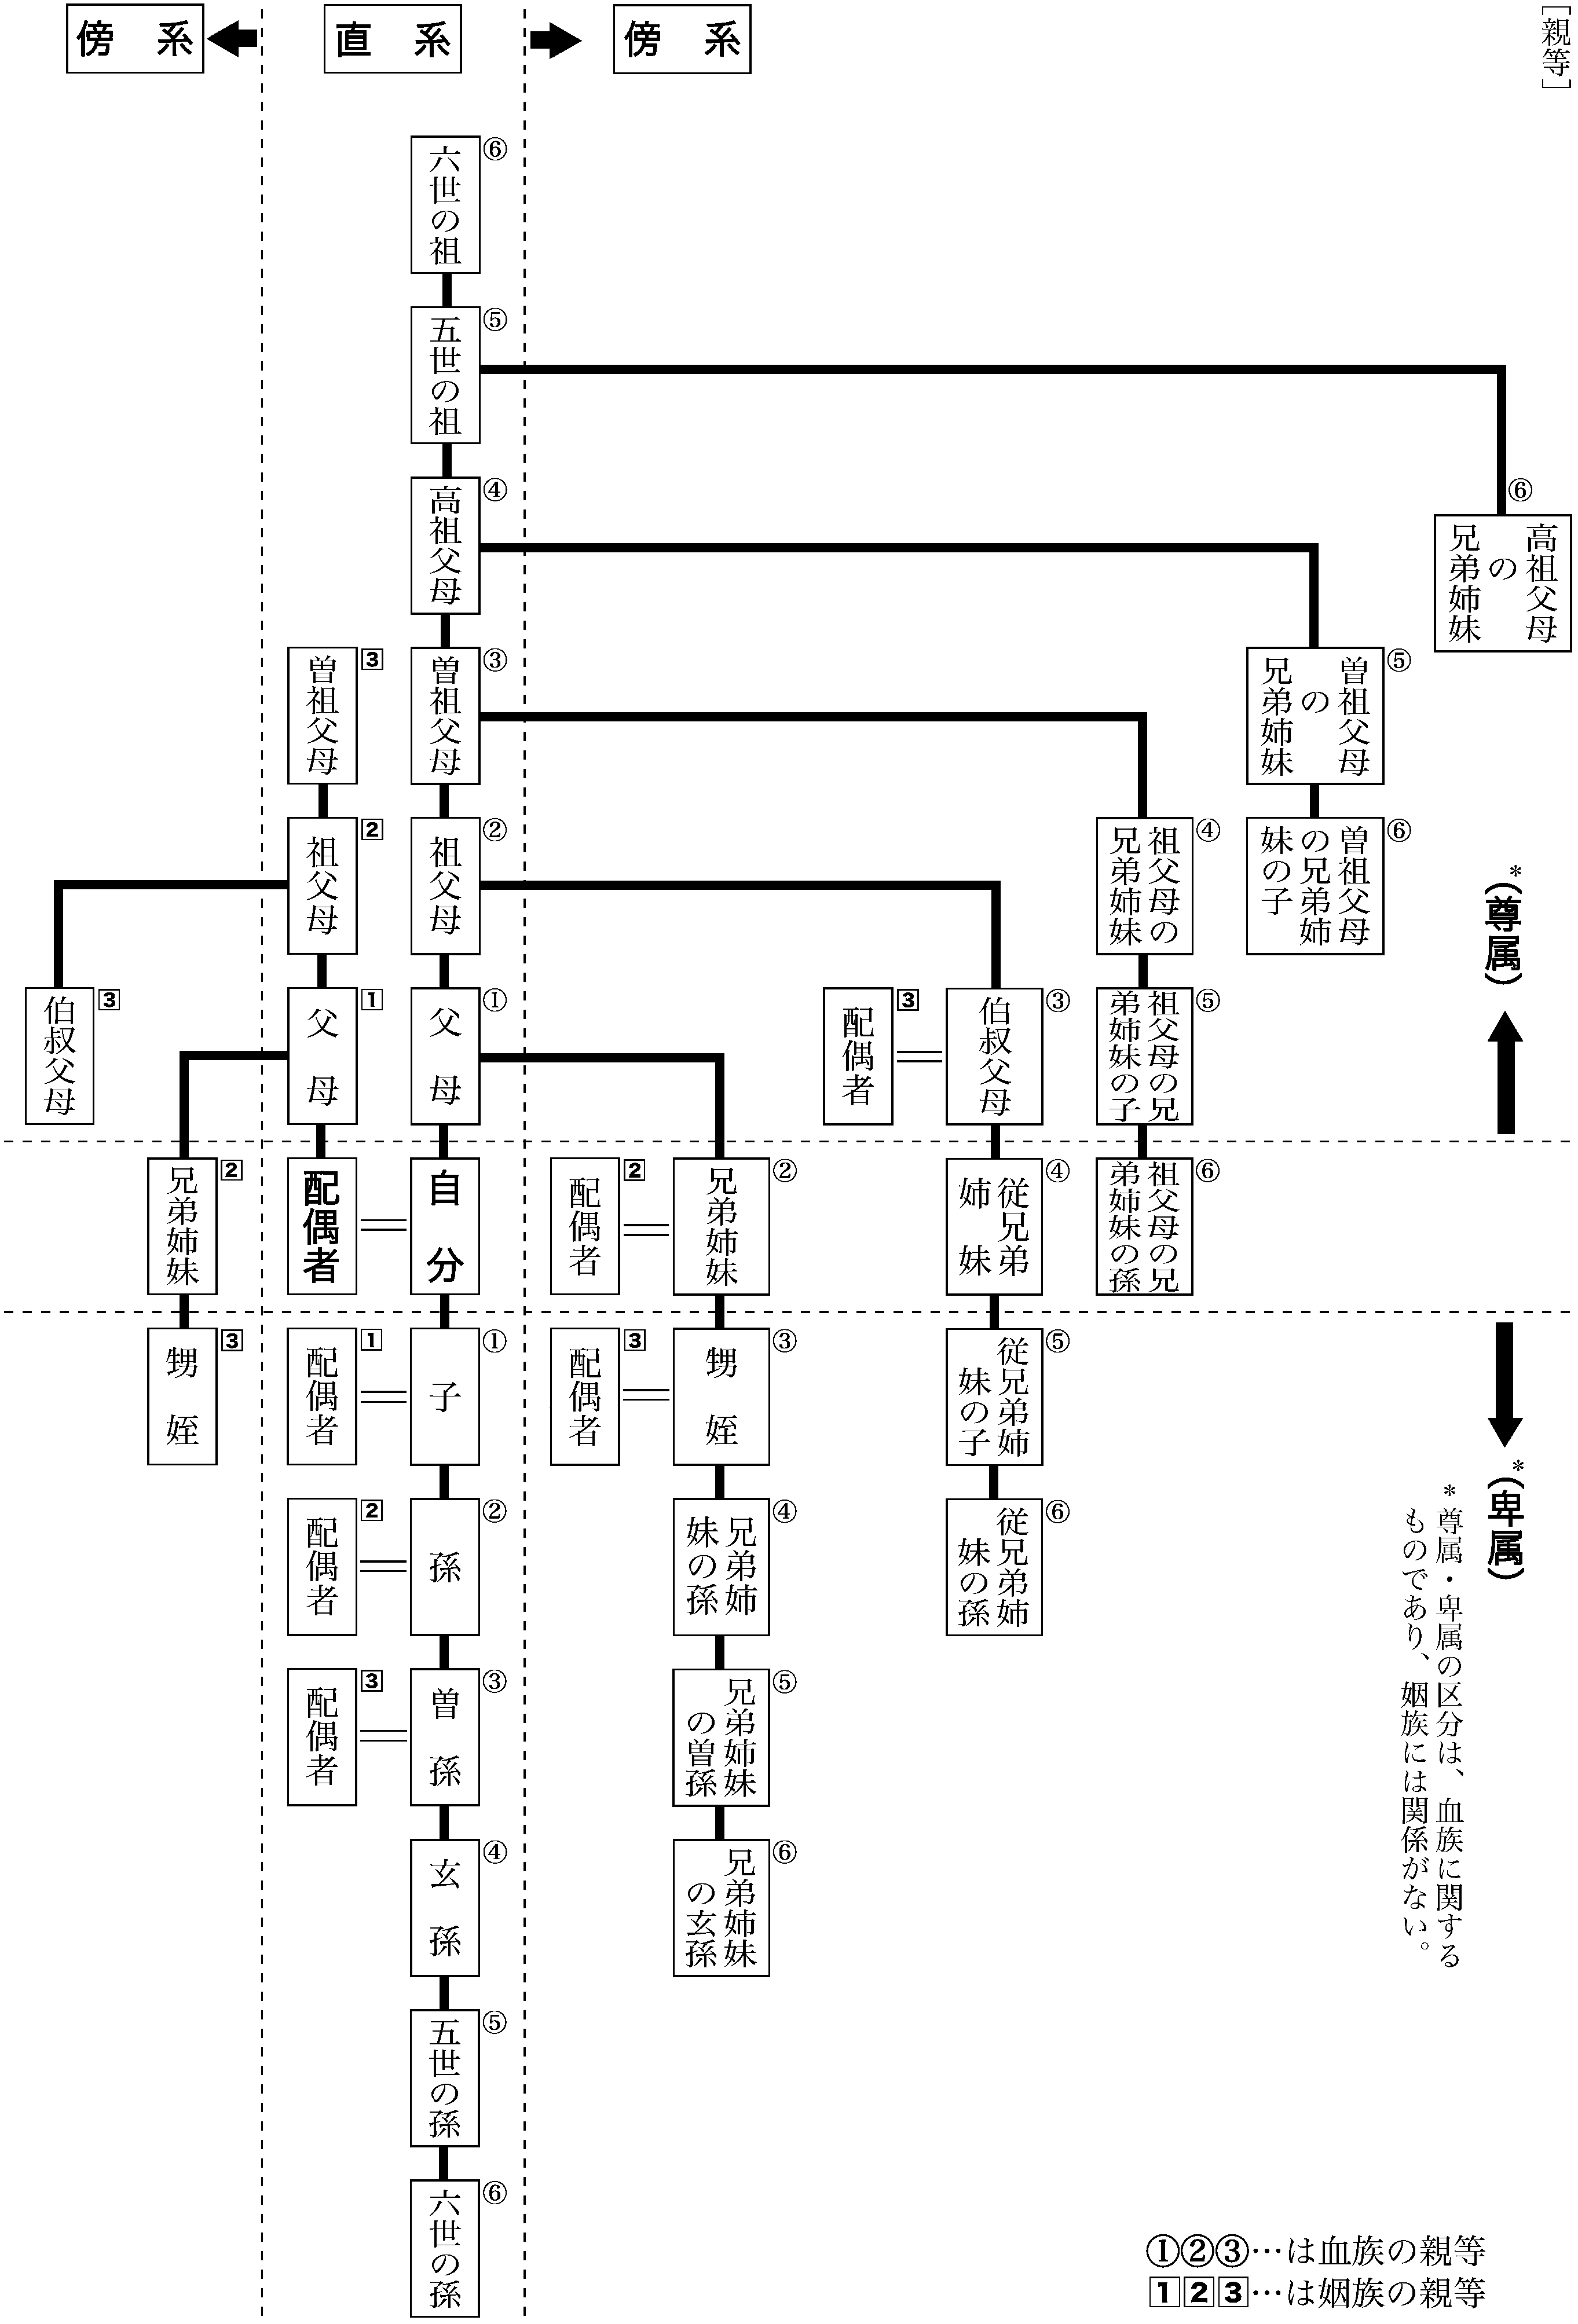 ［親等］
傍　系
直　系
傍　系
⑥
六世の祖
⑤
五世の祖
④
高祖父母
⑥
高祖父母
の
兄弟姉妹
3
曽祖父母
③
曽祖父母
⑤
曽祖父母
の
兄弟姉妹
2
祖父母
②
祖父母
④
祖父母の
兄弟姉妹
⑥
曽祖父母
の兄弟姉
妹の子
*（尊属）
3
伯叔父母
1
父　母
①
父　母
3
配偶者
③
伯叔父母
⑤
祖父母の兄
弟姉妹の子
2
兄弟姉妹
配偶者
自　分
2
配偶者
②
兄弟姉妹
④
従兄弟
姉　妹
⑥
祖父母の兄
弟姉妹の孫
3
甥　姪
1
配偶者
①
子
3
配偶者
③
甥　姪
⑤
従兄弟姉
妹の子
*（卑属）
*尊属・卑属の区分は、血族に関する
ものであり、姻族には関係がない。
2
配偶者
②
孫
④
兄弟姉
妹の孫
⑥
従兄弟姉
妹の孫
3
配偶者
③
曽　孫
⑤
兄弟姉妹
の曽孫
④
玄　孫
⑥
兄弟姉妹
の玄孫
⑤
五世の孫
⑥
六世の孫
①②③…は血族の親等
1 2 3…は姻族の親等